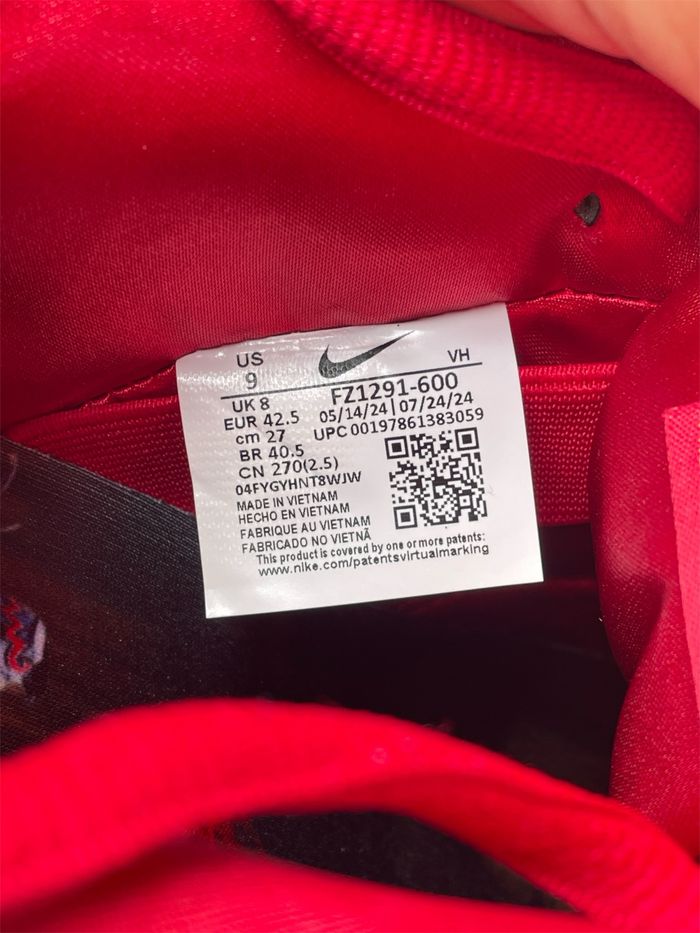 US VH
9 FZ1291-600
UK 8 05/14/24 | 07/24/24
EUR 42.5 UPC 00197861383059
cm 27
BR 40.5
CN 270(2.5)
04FYGYHNT8WJW
MADE IN VIETNAM
HECHO EN VIETNAM
FABRIQUE AU VIETNAM
FABRICADO NO VIETNÃ
This product is covered by one or more patents:
www.nike.com/patentsvirtualmarking